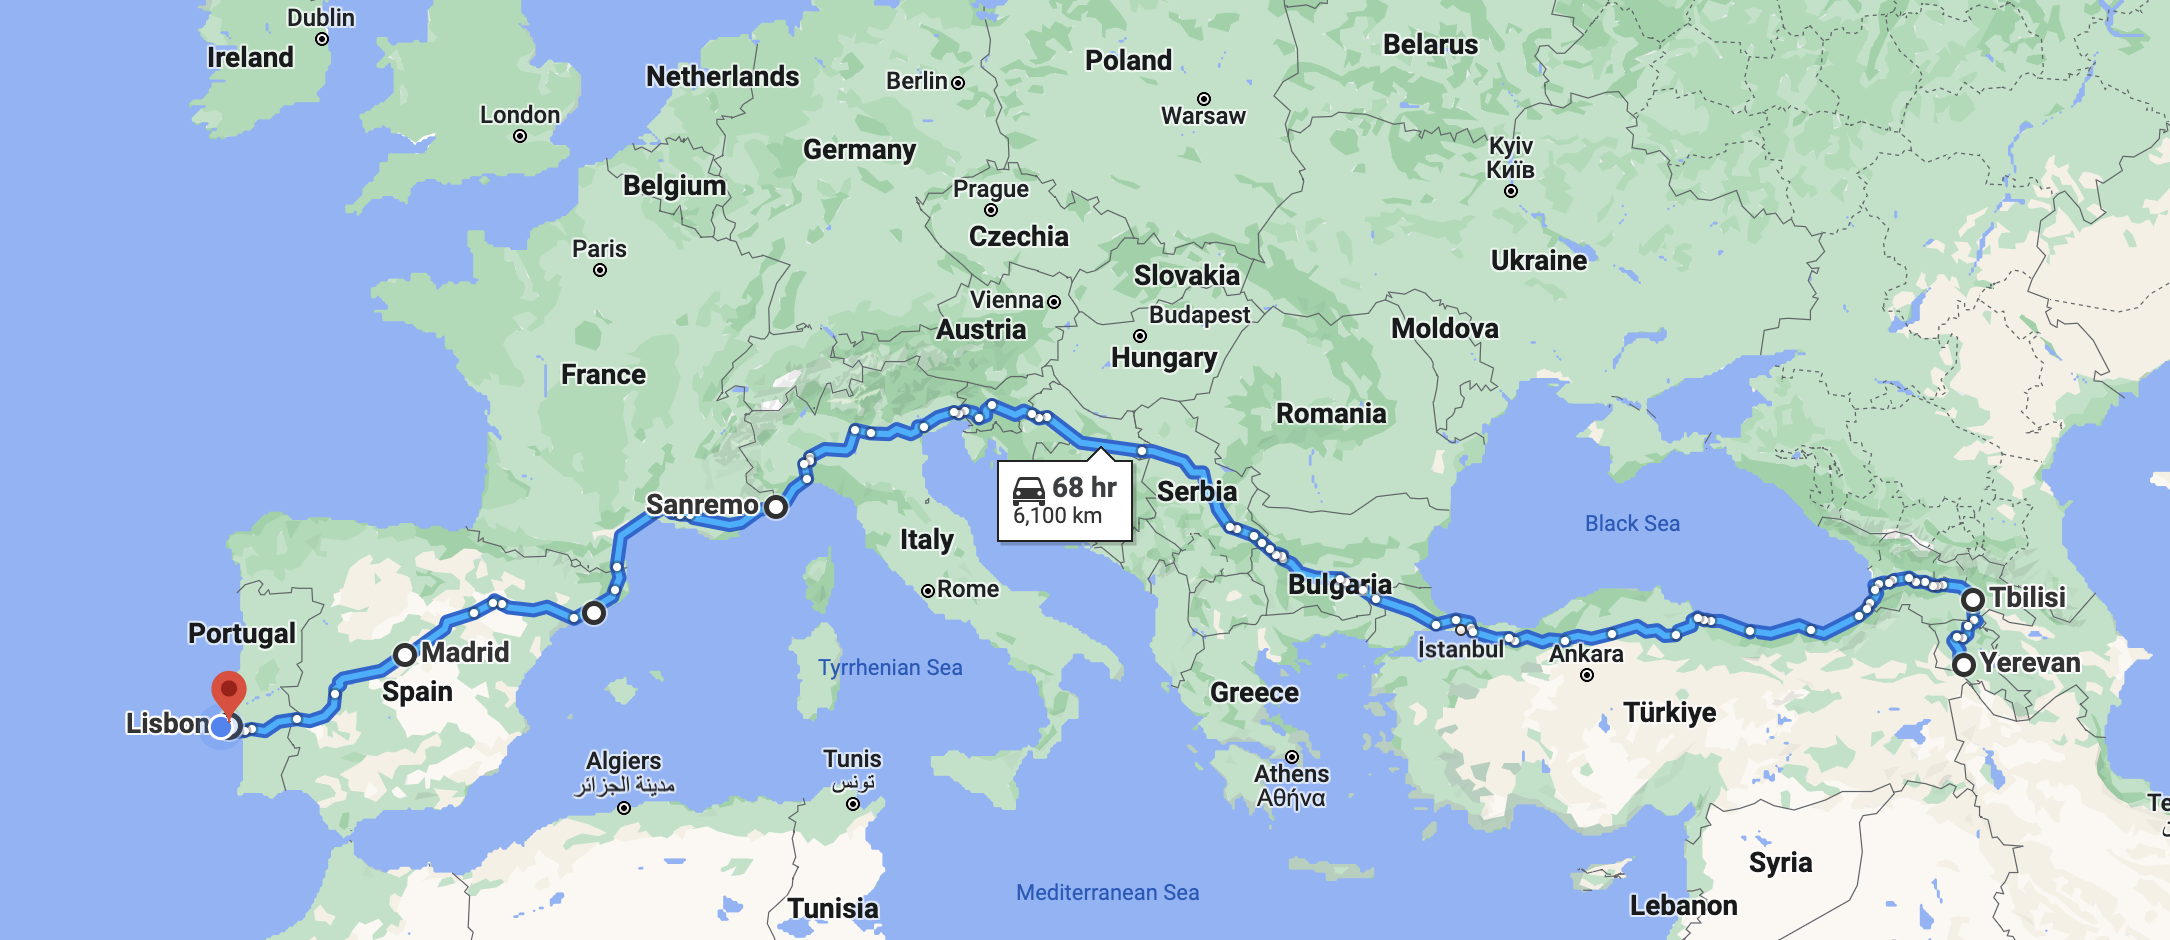 Dublin
Ireland
Netherlands
Berlin
Poland
Belarus
London
Warsaw
Germany
Kyiv
Київ
Belgium
Prague
Czechia
Paris
Ukraine
Slovakia
Vienna
Budapest
Austria
Moldova
Hungary
France
Romania
68 hr
6,100 km
Serbia
Sanremo
Black Sea
Italy
Rome
Bulgaria
Tbilisi
Portugal
Madrid
İstanbul
Ankara
Yerevan
Tyrrhenian Sea
Spain
Greece
Türkiye
Lisbon
Algiers
مدينة الجزائر
Tunis
تونس
Athens
Αθήνα
Syria
Mediterranean Sea
Tunisia
Lebanon